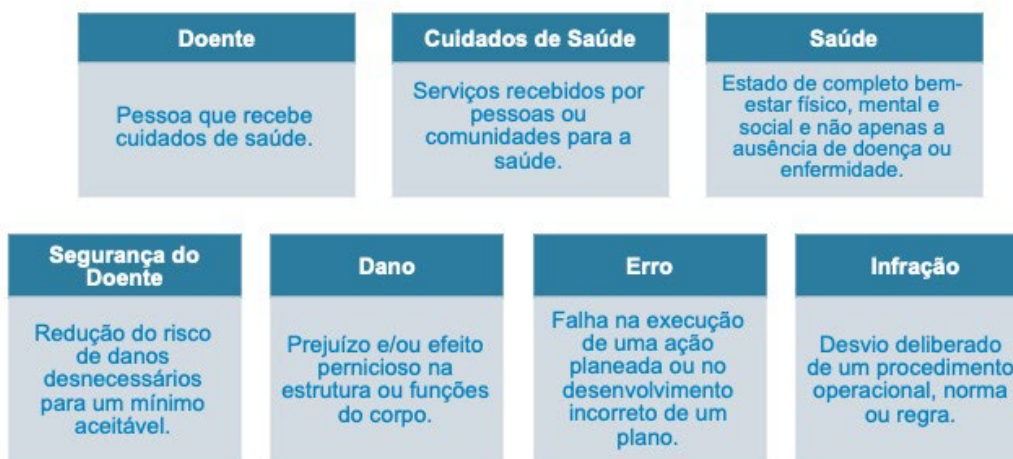 Doente
Pessoa que recebe
cuidados de saúde.
Cuidados de Saúde
Serviços recebidos por
pessoas ou
comunidades para a
saúde.
Saúde
Estado de completo bem-
estar físico, mental e
social e não apenas a
ausência de doença ou
enfermidade.
Segurança do
Doente
Redução do risco
de danos
desnecessários
para um mínimo
aceitável.
Dano
Prejuízo e/ou efeito
pernicioso na
estrutura ou funções
do corpo.
Erro
Falha na execução
de uma ação
planeada ou no
desenvolvimento
incorreto de um
plano.
Infração
Desvio deliberado
de um procedimento
operacional, norma
ou regra.